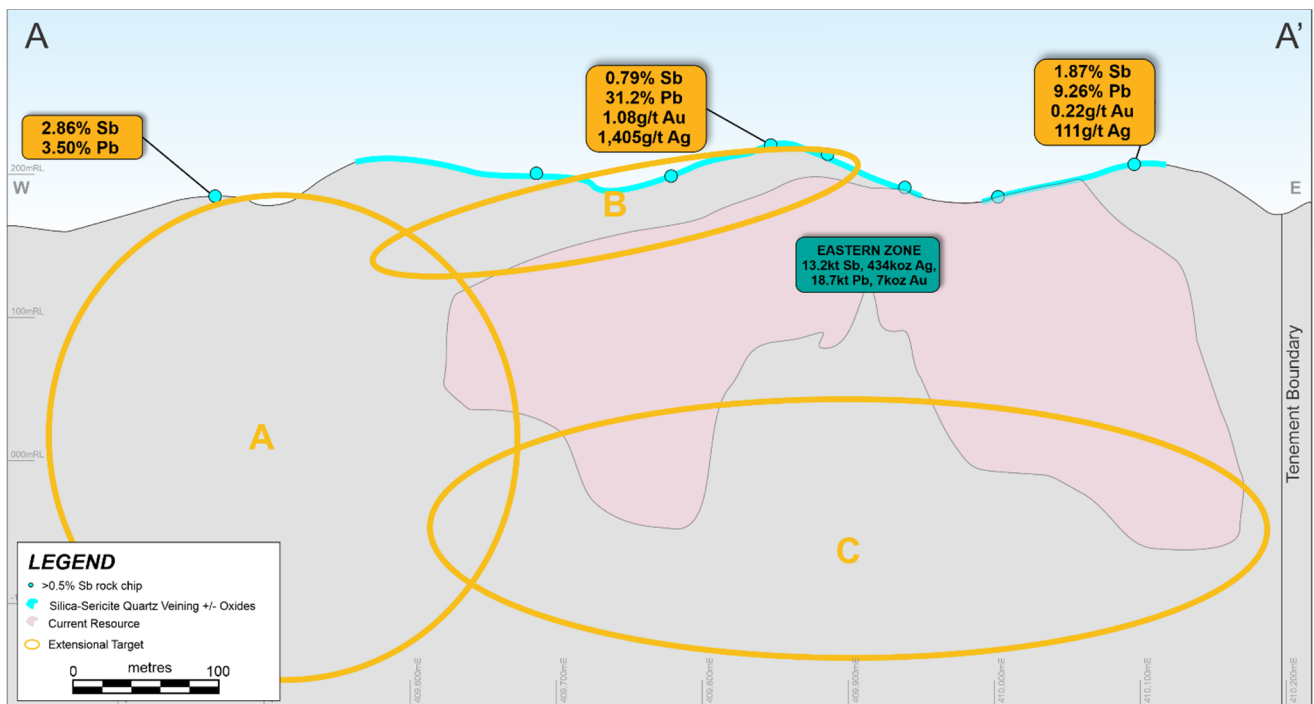 A
A'
0.79% Sb
31.2% Pb
1.08g/t Au
1,405g/t Ag
1.87% Sb
9.26% Pb
0.22g/t Au
111g/t Ag
2.86% Sb
3.50% Pb
200mRL
W
E
B
EASTERN ZONE
13.2kt Sb, 434koz Ag,
18.7kt Pb, 7koz Au
100mRL
Tenement Boundary
A
000mRL
C
LEGEND
>0.5% Sb rock chip
Silica-Sericite Quartz Veining +/- Oxides
Current Resource
Extensional Target
metres
0
100
409,600mE
409,700mE
409,800mE
409,900mE
410,000mE
410,100mE
410,200mE